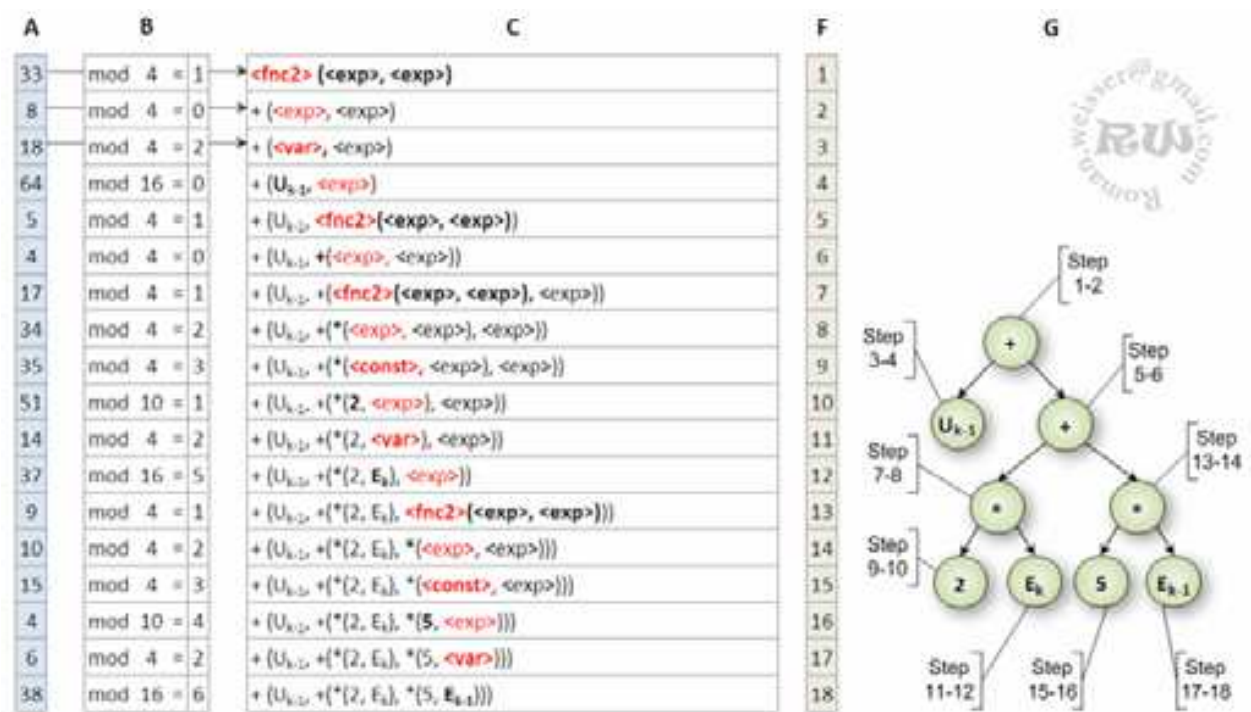 A B C F G
33 mod 4 = 1 <fnc2> (<exp>, <exp>) 1
8 mod 4 = 0 + (<exp>, <exp>) 2
18 mod 4 = 2 + (<var>, <exp>) 3
64 mod 16 = 0 + (Uk-1, <exp>) 4
5 mod 4 = 1 + (Uk-1, <fnc2>(<exp>, <exp>)) 5
4 mod 4 = 0 + (Uk-1, +(<exp>, <exp>)) 6
17 mod 4 = 1 + (Uk-1, +(<fnc2>(<exp>, <exp>), <exp>)) 7
34 mod 4 = 2 + (Uk-1, +(*(<exp>, <exp>), <exp>)) 8
35 mod 4 = 3 + (Uk-1, +(*(<const>, <exp>), <exp>)) 9
51 mod 10 = 1 + (Uk-1, +(*(2, <exp>), <exp>)) 10
14 mod 4 = 2 + (Uk-1, +(*(2, <var>), <exp>)) 11
37 mod 16 = 5 + (Uk-1, +(*(2, Ek), <exp>)) 12
9 mod 4 = 1 + (Uk-1, +(*(2, Ek), <fnc2>(<exp>, <exp>))) 13
10 mod 4 = 2 + (Uk-1, +(*(2, Ek), *(<exp>, <exp>))) 14
15 mod 4 = 3 + (Uk-1, +(*(2, Ek), *(<const>, <exp>))) 15
4 mod 10 = 4 + (Uk-1, +(*(2, Ek), *(5, <exp>))) 16
6 mod 4 = 2 + (Uk-1, +(*(2, Ek), *(5, <var>))) 17
38 mod 16 = 6 + (Uk-1, +(*(2, Ek), *(5, Ek-1))) 18
Roman.weisser@gmail.com
RW
Step 1-2
+
Step 3-4
Step 5-6
Uk-1
+
Step 7-8
Step 13-14
*
*
Step 9-10
2
Ek
5
Ek-1
Step 11-12
Step 15-16
Step 17-18